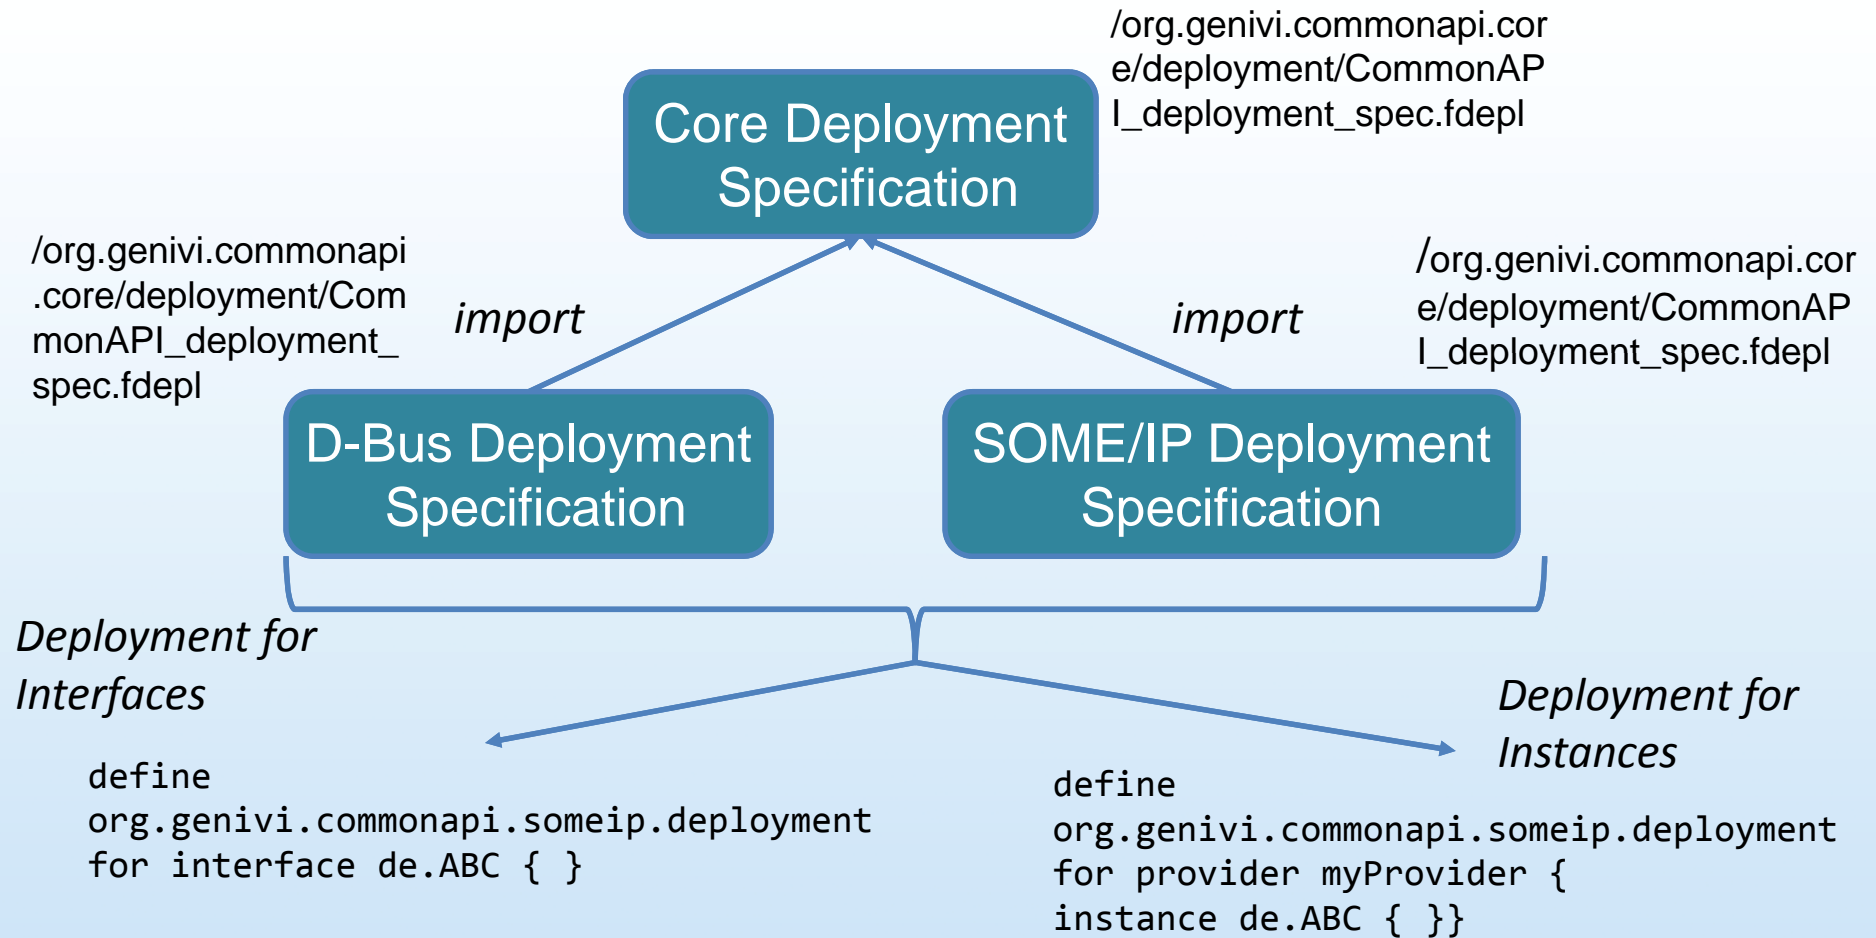 /org.genivi.commonapi.cor
e/deployment/CommonAP
I_deployment_spec.fdepl
Core Deployment
Specification
/org.genivi.commonapi
.core/deployment/Com
monAPI_deployment_
spec.fdepl
import
import
/org.genivi.commonapi.cor
e/deployment/CommonAP
I_deployment_spec.fdepl
D-Bus Deployment
Specification
SOME/IP Deployment
Specification
Deployment for
Interfaces
define
org.genivi.commonapi.someip.deployment
for interface de.ABC { }
Deployment for
Instances
define
org.genivi.commonapi.someip.deployment
for provider myProvider {
instance de.ABC { }}